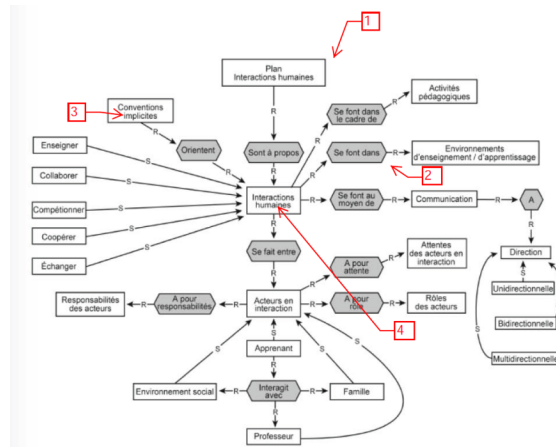 1
Plan
Interactions humaines
R
R
3
Conventions
implicites
R
Orientent
R
Sont à propos
R
Se font dans
le cadre de
R
Activités
pédagogiques
R
Se font dans
R
Environnements
d'enseignement / d'apprentissage
2
Enseigner
S
Collaborer
S
Compétionner
S
Coopérer
S
Échanger
S
Interactions
humaines
R
Se font au
moyen de
R
Communication
R
A
R
Direction
R
Se fait entre
R
A pour
attente
R
Attentes
des acteurs en
interaction
S
Unidirectionnelle
Bidirectionnelle
S
S
Multidirectionnelle
4
Responsabilités
des acteurs
R
A pour
responsabilités
R
Acteurs en
interaction
R
A pour
rôle
R
Rôles
des acteurs
S
S
S
S
Apprenant
R
Environnement social
R
Interagit
avec
R
Famille
R
Professeur